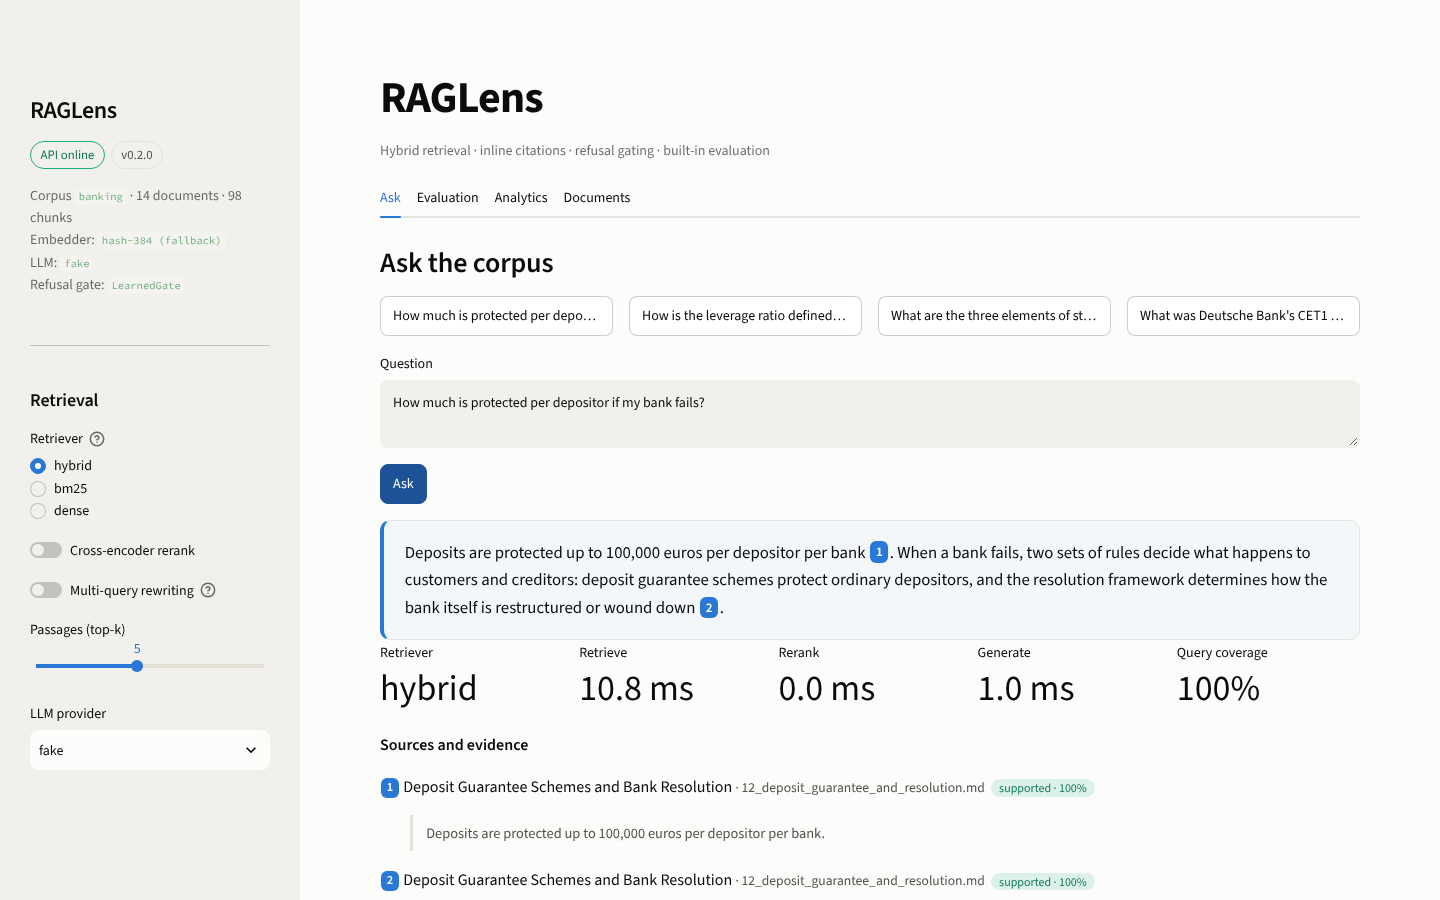 RAGLens
API online v0.2.0
Corpus banking · 14 documents · 98
chunks
Embedder: hash-384 (fallback)
LLM: fake
Refusal gate: LearnedGate
Retrieval
Retriever ?
hybrid
bm25
dense
Cross-encoder rerank
Multi-query rewriting ?
Passages (top-k)
5
LLM provider
fake
RAGLens
Hybrid retrieval · inline citations · refusal gating · built-in evaluation
Ask Evaluation Analytics Documents
Ask the corpus
How much is protected per depo… How is the leverage ratio defined… What are the three elements of st… What was Deutsche Bank's CET1 …
Question
How much is protected per depositor if my bank fails?
Ask
Deposits are protected up to 100,000 euros per depositor per bank 1 . When a bank fails, two sets of rules decide what happens to
customers and creditors: deposit guarantee schemes protect ordinary depositors, and the resolution framework determines how the
bank itself is restructured or wound down 2 .
Retriever Retrieve Rerank Generate Query coverage
hybrid 10.8 ms 0.0 ms 1.0 ms 100%
Sources and evidence
1 Deposit Guarantee Schemes and Bank Resolution · 12_deposit_guarantee_and_resolution.md supported · 100%
Deposits are protected up to 100,000 euros per depositor per bank.
2 Deposit Guarantee Schemes and Bank Resolution · 12_deposit_guarantee_and_resolution.md supported · 100%